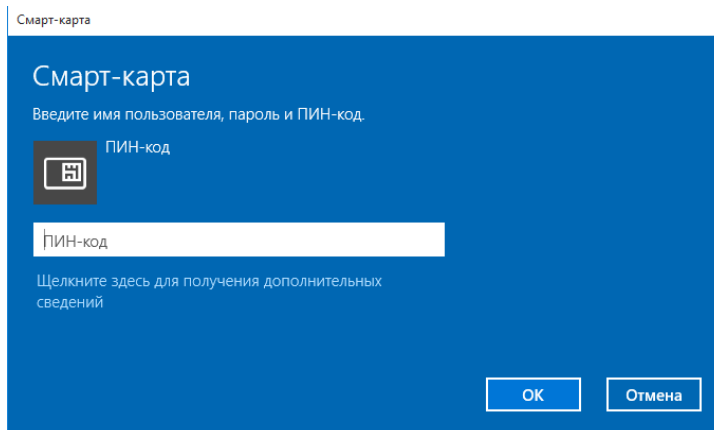 Смарт-карта
Смарт-карта
Введите имя пользователя, пароль и ПИН-код.
ПИН-код
ПИН-код
Щелкните здесь для получения дополнительных
сведений
ОК
Отмена